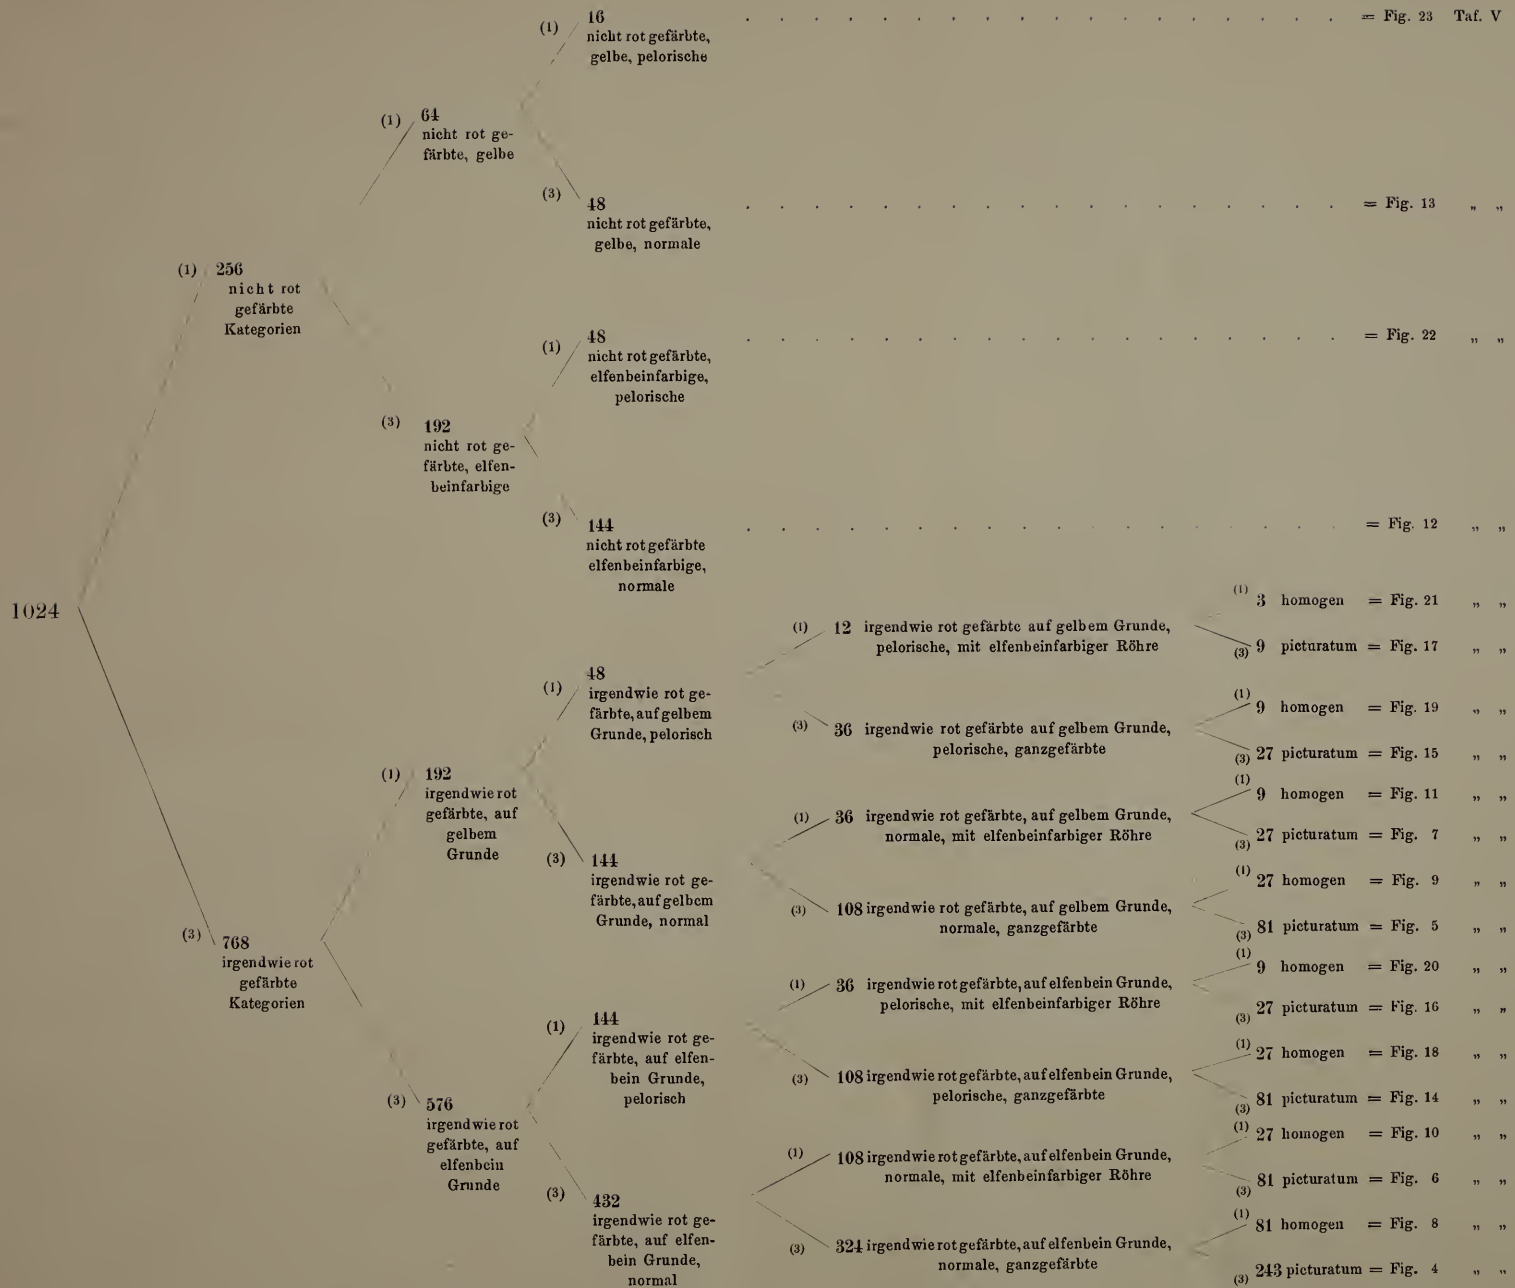 (1) 16 . . . . . . . . . . . . . . . . . . = Fig. 23 Taf. V
nicht rot gefärbte,
gelbe, pelorische
(1) 64
nicht rot ge-
färbte, gelbe
(3) 48 . . . . . . . . . . . . . . . . . . = Fig. 13 „ „
nicht rot gefärbte,
gelbe, normale
(1) 256
nicht rot
gefärbte
Kategorien
(1) 48 . . . . . . . . . . . . . . . . . . = Fig. 22 „ „
nicht rot gefärbte,
elfenbeinfarbige,
pelorische
(3) 192
nicht rot ge-
färbte, elfen-
beinfarbige
(3) 144 . . . . . . . . . . . . . . . . . . = Fig. 12 „ „
nicht rot gefärbte
elfenbeinfarbige,
normale
1024
(1) 3 homogen = Fig. 21 „ „
(1) 12 irgendwie rot gefärbte auf gelbem Grunde,
pelorische, mit elfenbeinfarbiger Röhre
(3) 9 picturatum = Fig. 17 „ „
(1) 48
irgendwie rot ge-
färbte, auf gelbem
Grunde, pelorisch
(1) 9 homogen = Fig. 19 „ „
(3) 36 irgendwie rot gefärbte auf gelbem Grunde,
pelorische, ganzgefärbte
(3) 27 picturatum = Fig. 15 „ „
(1) 192
irgendwie rot
gefärbte, auf
gelbem
Grunde
(1) 9 homogen = Fig. 11 „ „
(1) 36 irgendwie rot gefärbte, auf gelbem Grunde,
normale, mit elfenbeinfarbiger Röhre
(3) 27 picturatum = Fig. 7 „ „
(3) 144
irgendwie rot ge-
färbte, auf gelbem
Grunde, normal
(1) 27 homogen = Fig. 9 „ „
(3) 108 irgendwie rot gefärbte, auf gelbem Grunde,
normale, ganzgefärbte
(3) 81 picturatum = Fig. 5 „ „
(3) 768
irgendwie rot
gefärbte
Kategorien
(1) 9 homogen = Fig. 20 „ „
(1) 36 irgendwie rot gefärbte, auf elfenbein Grunde,
pelorische, mit elfenbeinfarbiger Röhre
(3) 27 picturatum = Fig. 16 „ „
(1) 144
irgendwie rot ge-
färbte, auf elfen-
bein Grunde,
pelorisch
(1) 27 homogen = Fig. 18 „ „
(3) 108 irgendwie rot gefärbte, auf elfenbein Grunde,
pelorische, ganzgefärbte
(3) 81 picturatum = Fig. 14 „ „
(3) 576
irgendwie rot
gefärbte, auf
elfenbein
Grunde
(1) 27 homogen = Fig. 10 „ „
(1) 108 irgendwie rot gefärbte, auf elfenbein Grunde,
normale, mit elfenbeinfarbiger Röhre
(3) 81 picturatum = Fig. 6 „ „
(3) 432
irgendwie rot ge-
färbte, auf elfen-
bein Grunde,
normal
(1) 81 homogen = Fig. 8 „ „
(3) 324 irgendwie rot gefärbte, auf elfenbein Grunde,
normale, ganzgefärbte
(3) 243 picturatum = Fig. 4 „ „